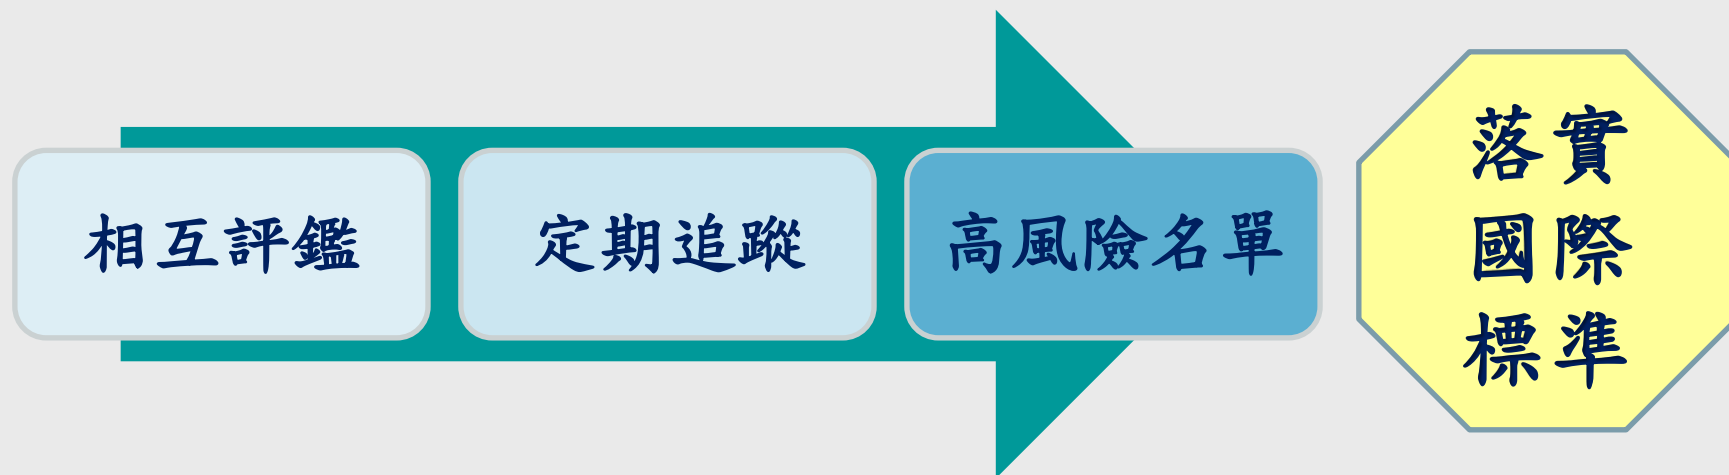 相互評鑑
定期追蹤
高風險名單
落實
國際
標準